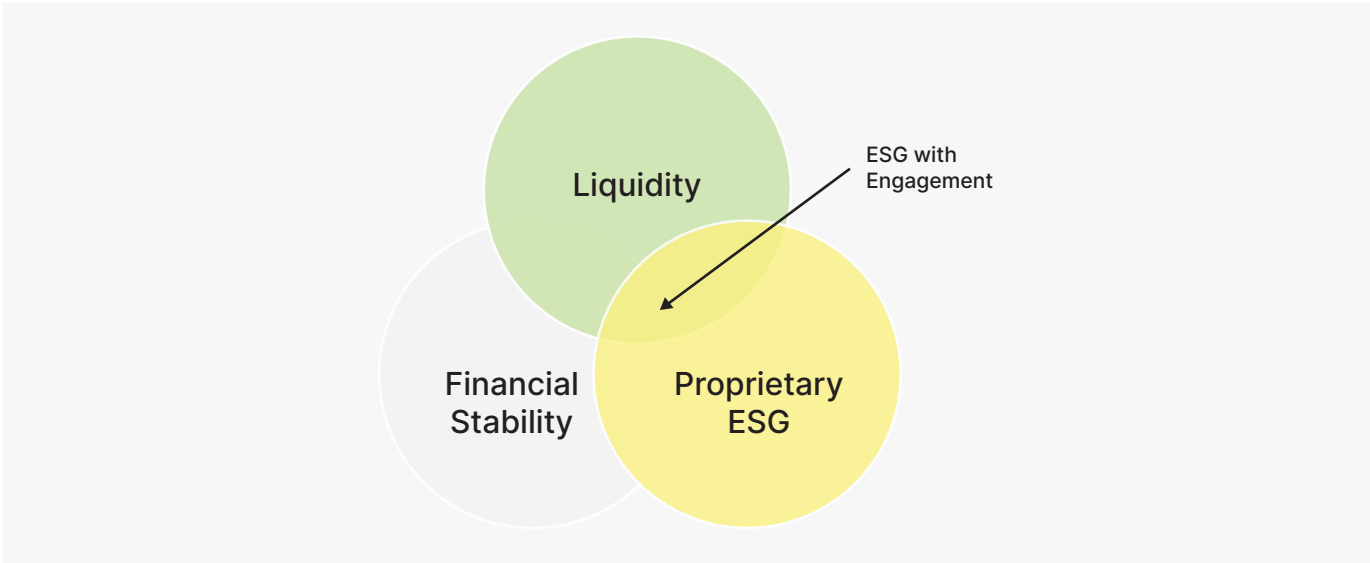 Liquidity
ESG with
Engagement
Financial
Stability
Proprietary
ESG